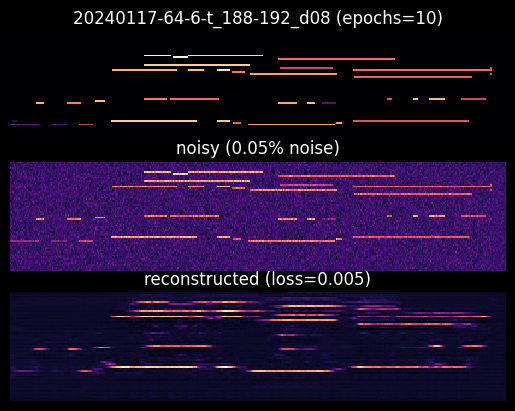 20240117-64-6-t_188-192_d08 (epochs=10)
noisy (0.05% noise)
reconstructed (loss=0.005)